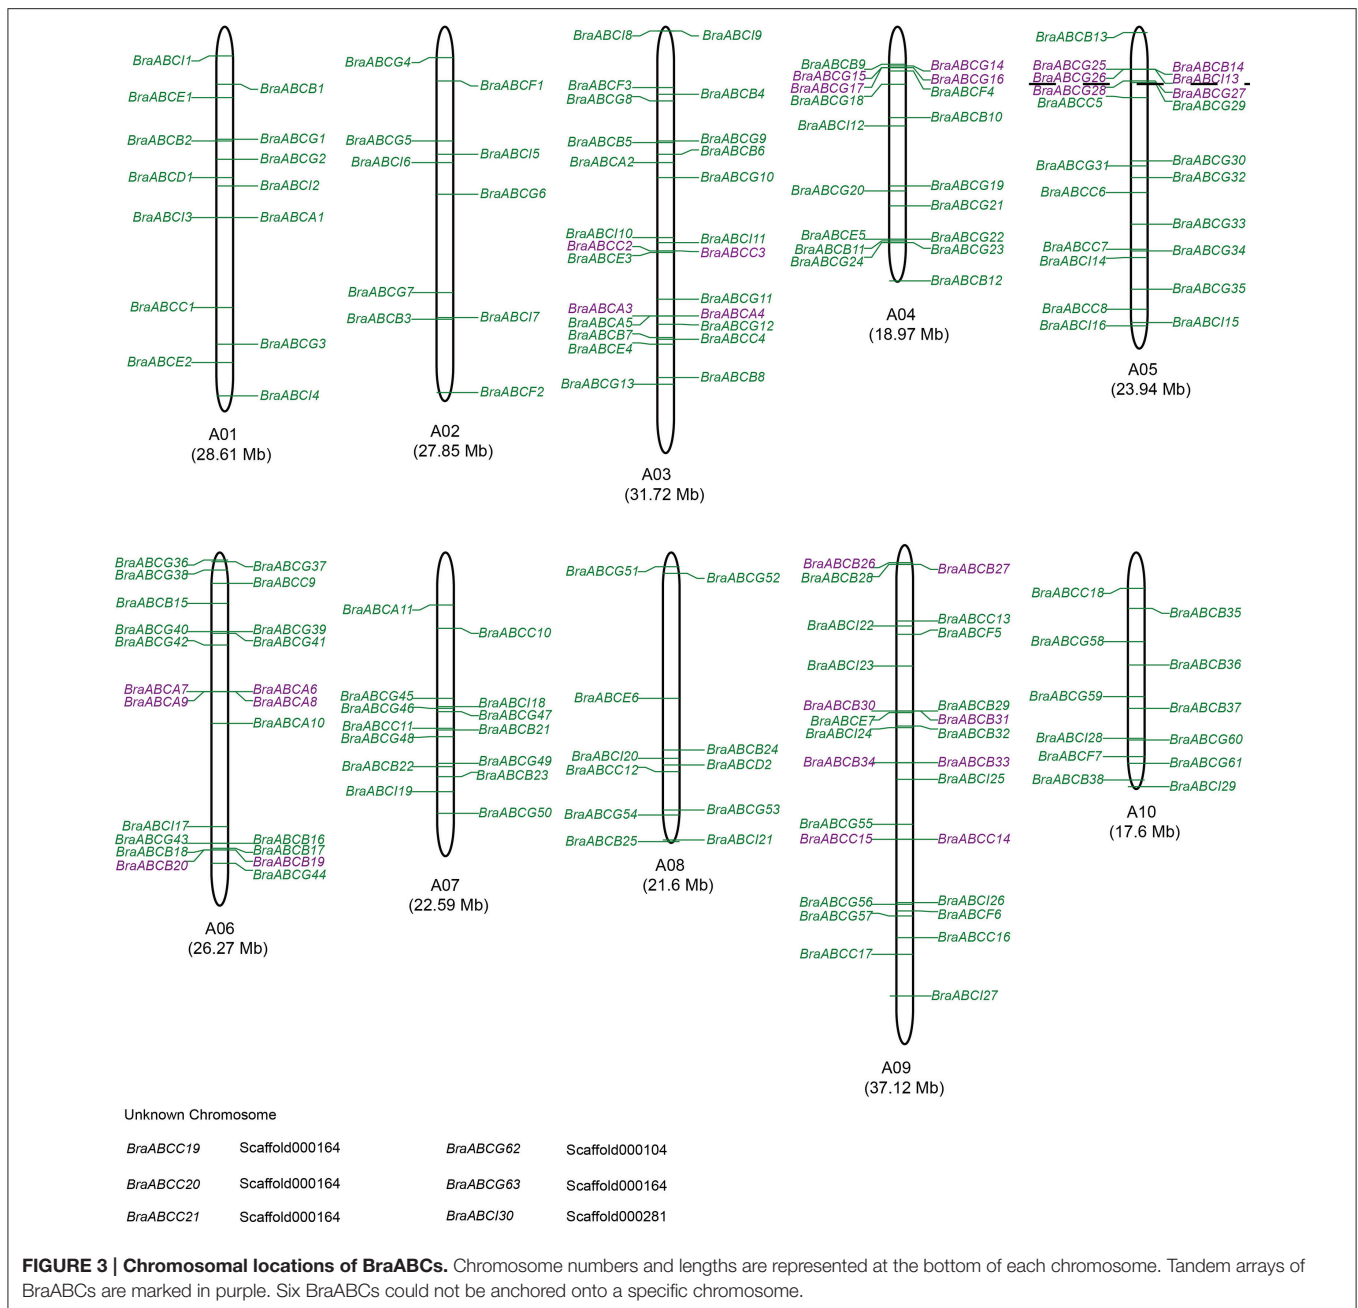 BraABCI1
BraABCB1
BraABCE1
BraABCB2
BraABCG1
BraABCG2
BraABCD1
BraABCI2
BraABCI3
BraABCA1
BraABCC1
BraABCG3
BraABCE2
BraABCI4
A01
(28.61 Mb)
BraABCG4
BraABCF1
BraABCG5
BraABCI5
BraABCI6
BraABCG6
BraABCG7
BraABCB3
BraABCI7
BraABCF2
A02
(27.85 Mb)
BraABCI8
BraABCI9
BraABCF3
BraABCB4
BraABCG8
BraABCB5
BraABCG9
BraABCB6
BraABCA2
BraABCG10
BraABCI10
BraABCI11
BraABCC2
BraABCC3
BraABCE3
BraABCG11
BraABCA3
BraABCA4
BraABCA5
BraABCG12
BraABCB7
BraABCC4
BraABCE4
BraABCB8
BraABCG13
A03
(31.72 Mb)
BraABCB9
BraABCG14
BraABCG15
BraABCG16
BraABCG17
BraABCF4
BraABCG18
BraABCB10
BraABCI12
BraABCG19
BraABCG20
BraABCG21
BraABCE5
BraABCG22
BraABCB11
BraABCG23
BraABCG24
BraABCB12
A04
(18.97 Mb)
BraABCB13
BraABCG25
BraABCB14
BraABCG26
BraABCI13
BraABCG28
BraABCG27
BraABCC5
BraABCG29
BraABCG30
BraABCG31
BraABCG32
BraABCC6
BraABCG33
BraABCC7
BraABCG34
BraABCI14
BraABCG35
BraABCC8
BraABCI15
BraABCI16
A05
(23.94 Mb)
BraABCG36
BraABCG37
BraABCG38
BraABCC9
BraABCB15
BraABCG40
BraABCG39
BraABCG42
BraABCG41
BraABCA7
BraABCA6
BraABCA9
BraABCA8
BraABCA10
BraABCI17
BraABCG43
BraABCB16
BraABCB18
BraABCB17
BraABCB20
BraABCB19
BraABCG44
A06
(26.27 Mb)
BraABCA11
BraABCC10
BraABCG45
BraABCI18
BraABCG46
BraABCG47
BraABCC11
BraABCB21
BraABCG48
BraABCG49
BraABCB22
BraABCB23
BraABCI19
BraABCG50
A07
(22.59 Mb)
BraABCG51
BraABCG52
BraABCE6
BraABCB24
BraABCI20
BraABCD2
BraABCC12
BraABCG53
BraABCG54
BraABCB25
BraABCI21
A08
(21.6 Mb)
BraABCB26
BraABCB27
BraABCB28
BraABCC13
BraABCI22
BraABCF5
BraABCI23
BraABCB30
BraABCB29
BraABCE7
BraABCB31
BraABCI24
BraABCB32
BraABCB34
BraABCB33
BraABCI25
BraABCG55
BraABCC15
BraABCC14
BraABCG56
BraABCI26
BraABCG57
BraABCF6
BraABCC16
BraABCC17
BraABCI27
A09
(37.12 Mb)
BraABCC18
BraABCB35
BraABCG58
BraABCB36
BraABCG59
BraABCB37
BraABCI28
BraABCG60
BraABCF7
BraABCG61
BraABCB38
BraABCI29
A10
(17.6 Mb)
Unknown Chromosome
BraABCC19 Scaffold000164 BraABCG62 Scaffold000104
BraABCC20 Scaffold000164 BraABCG63 Scaffold000164
BraABCC21 Scaffold000164 BraABCI30 Scaffold000281
FIGURE 3 | Chromosomal locations of BraABCs. Chromosome numbers and lengths are represented at the bottom of each chromosome. Tandem arrays of
BraABCs are marked in purple. Six BraABCs could not be anchored onto a specific chromosome.